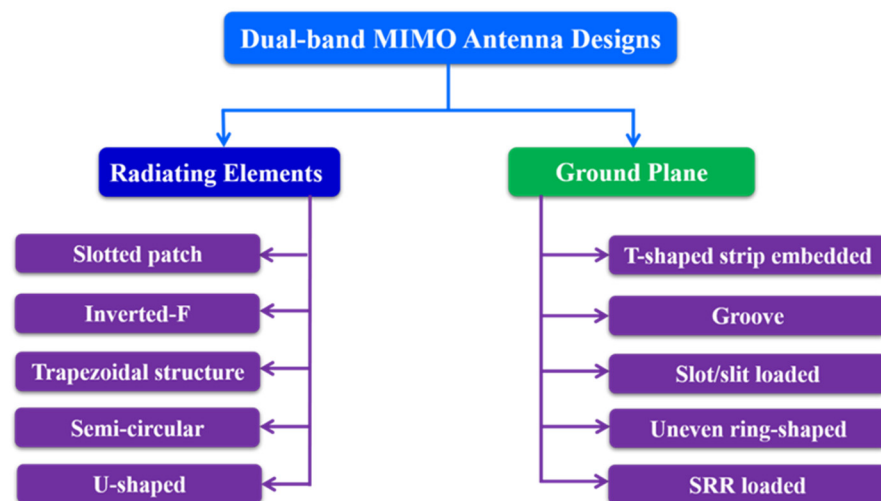 Dual-band MIMO Antenna Designs
Radiating Elements
Slotted patch
Inverted-F
Trapezoidal structure
Semi-circular
U-shaped
Ground Plane
T-shaped strip embedded
Groove
Slot/slit loaded
Uneven ring-shaped
SRR loaded